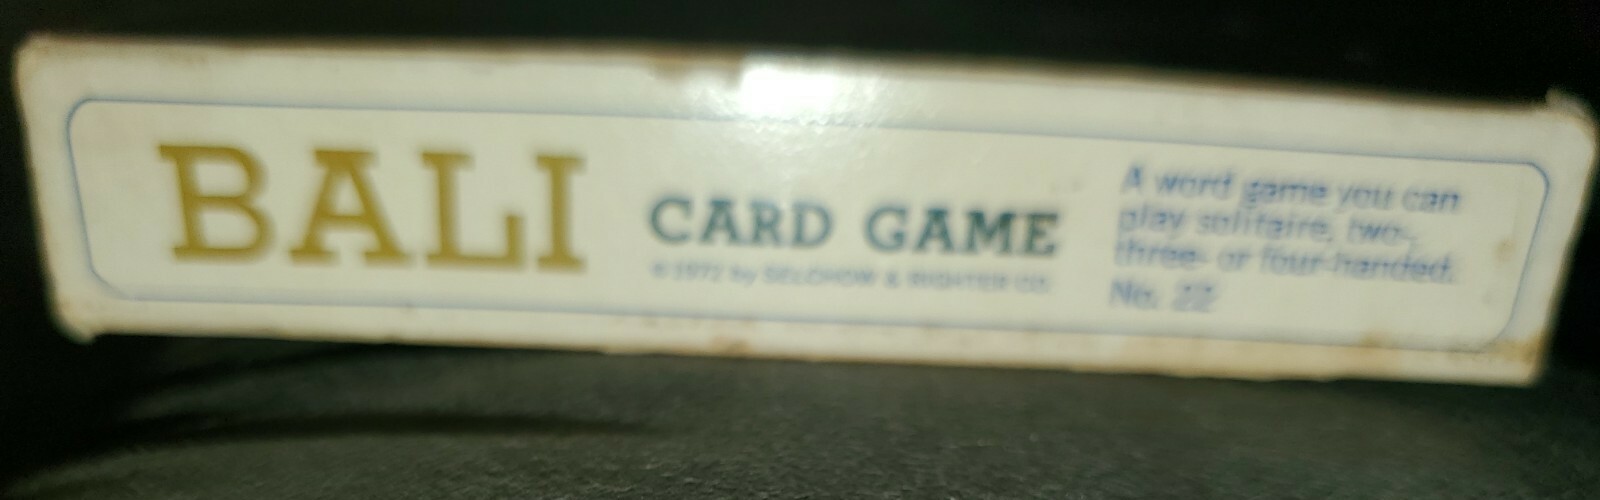 BALI
CARD GAME
© 1972 by SELCHOW & RIGHTER CO.
A word game you can
play solitaire, two-,
three- or four-handed.
No. 22